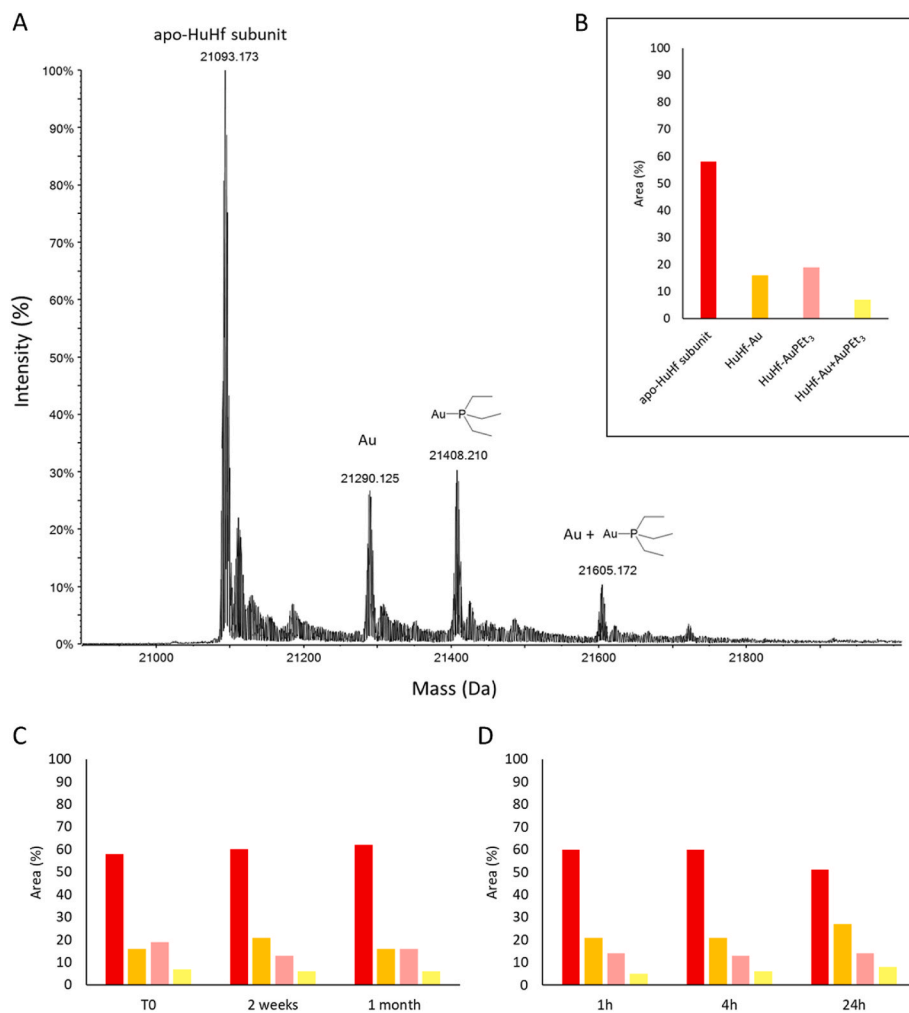 A
apo-HuHf subunit
21093.173
100%
90%
80%
70%
60%
50%
40%
30%
20%
10%
0%
Intensity (%)
Au
21290.125
Au
P
21408.210
Au + Au
P
21605.172
21000
21200
21400
21600
21800
Mass (Da)
B
100
90
80
70
60
50
40
30
20
10
0
Area (%)
apo-HuHf subunit
HuHf-Au
HuHf-AuPEt₃
HuHf-Au+AuPEt₃
C
100
90
80
70
60
50
40
30
20
10
0
Area (%)
T0
2 weeks
1 month
D
100
90
80
70
60
50
40
30
20
10
0
Area (%)
1h
4h
24h